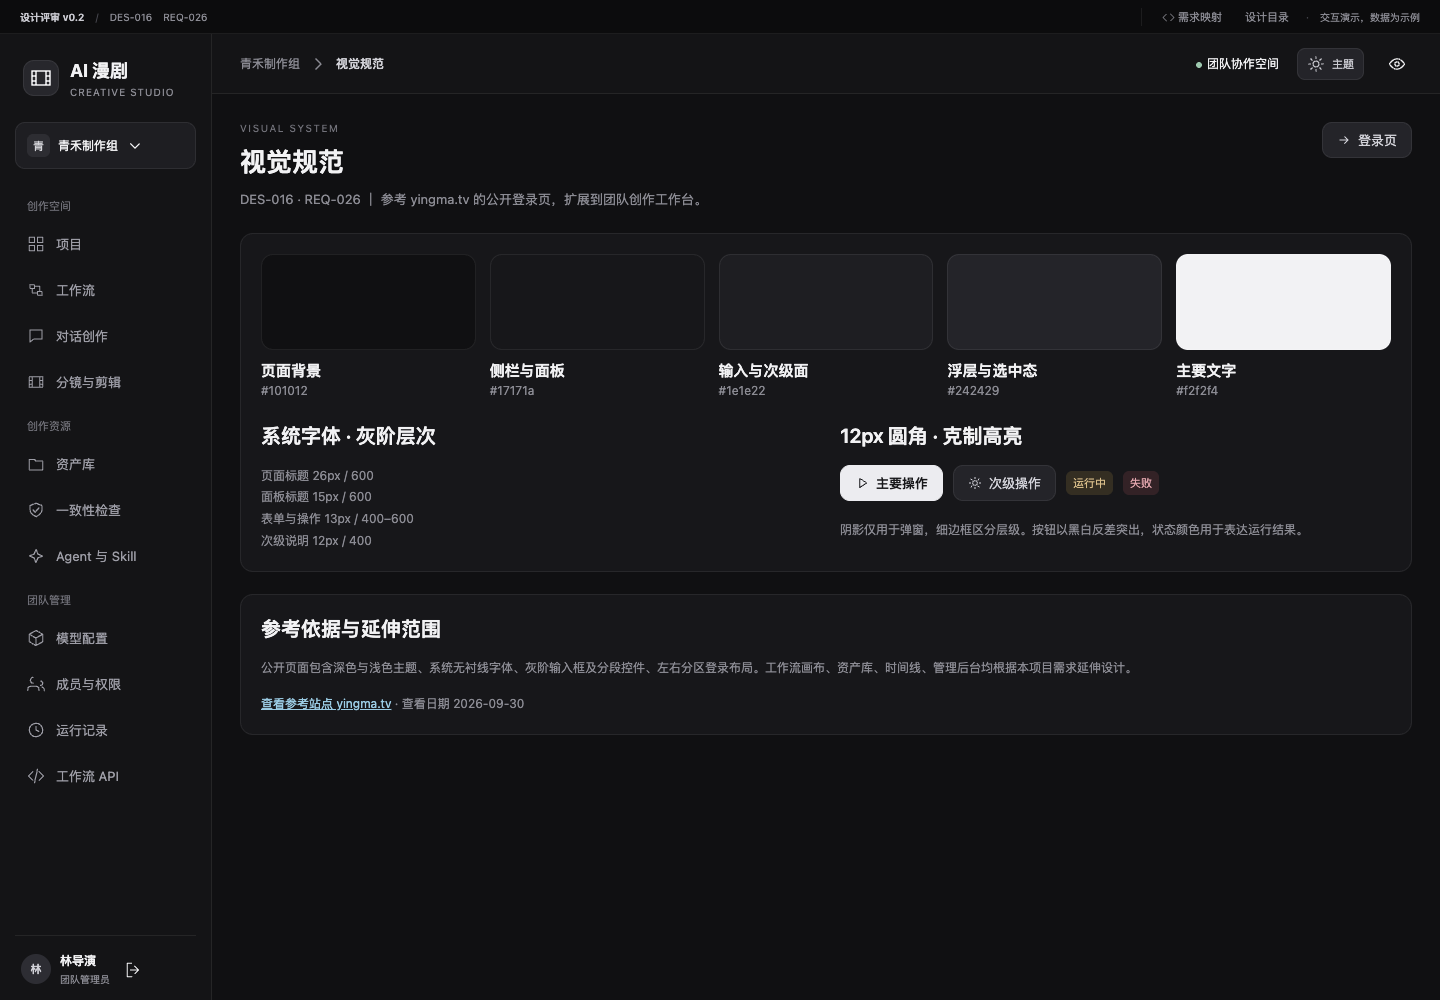 设计评审 v0.2 / DES-016 REQ-026
需求映射 设计目录 · 交互演示，数据为示例
AI 漫剧
CREATIVE STUDIO
青 青禾制作组
创作空间
项目
工作流
对话创作
分镜与剪辑
创作资源
资产库
一致性检查
Agent 与 Skill
团队管理
模型配置
成员与权限
运行记录
工作流 API
林 林导演
团队管理员
青禾制作组 视觉规范
团队协作空间 主题
VISUAL SYSTEM
视觉规范
DES-016 · REQ-026 | 参考 yingma.tv 的公开登录页，扩展到团队创作工作台。
登录页
页面背景
#101012
侧栏与面板
#17171a
输入与次级面
#1e1e22
浮层与选中态
#242429
主要文字
#f2f2f4
系统字体 · 灰阶层次
页面标题 26px / 600
面板标题 15px / 600
表单与操作 13px / 400–600
次级说明 12px / 400
12px 圆角 · 克制高亮
主要操作 次级操作 运行中 失败
阴影仅用于弹窗，细边框区分层级。按钮以黑白反差突出，状态颜色用于表达运行结果。
参考依据与延伸范围
公开页面包含深色与浅色主题、系统无衬线字体、灰阶输入框及分段控件、左右分区登录布局。工作流画布、资产库、时间线、管理后台均根据本项目需求延伸设计。
查看参考站点 yingma.tv · 查看日期 2026-09-30